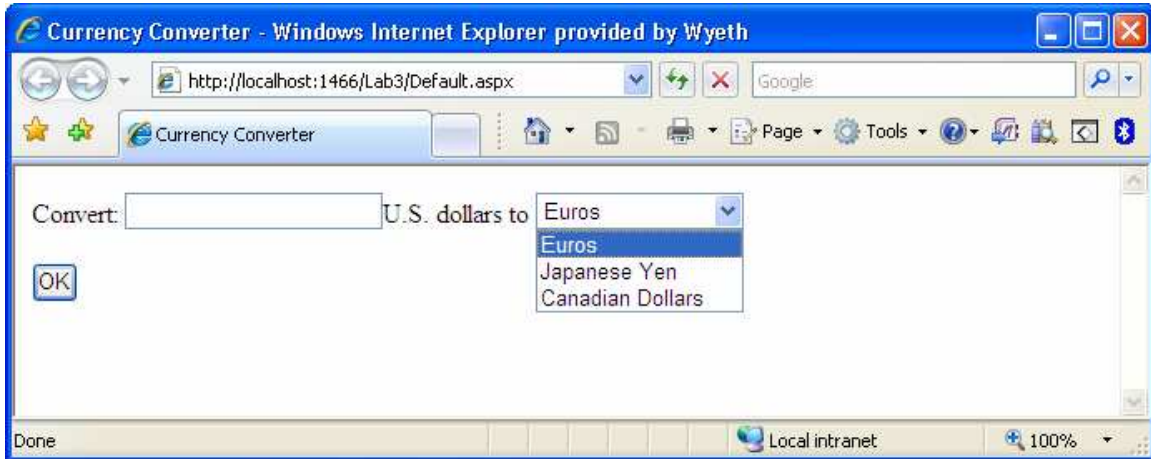 Currency Converter - Windows Internet Explorer provided by Wyeth
http://localhost:1466/Lab3/Default.aspx
Google
Currency Converter
Page
Tools
Convert:
U.S. dollars to
Euros
Euros
Japanese Yen
Canadian Dollars
OK
Done
Local intranet
100%